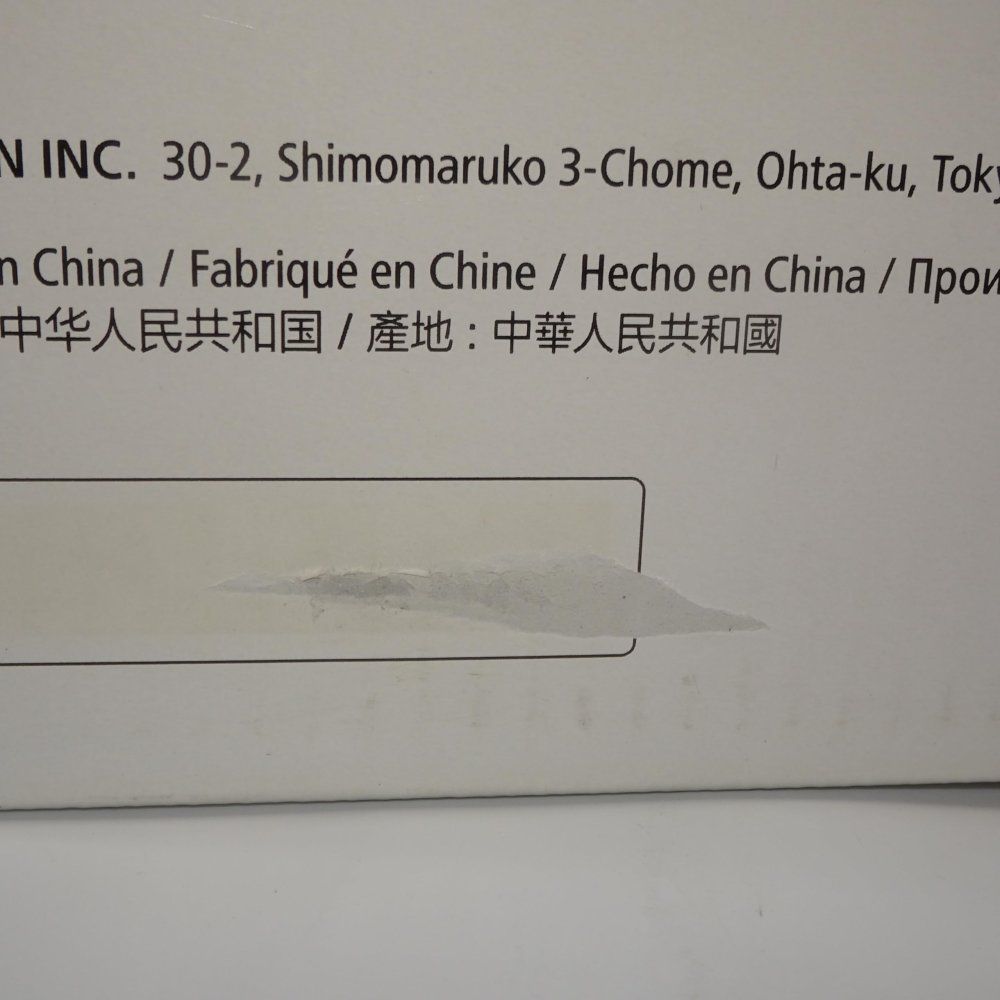 N INC. 30-2, Shimomaruko 3-Chome, Ohta-ku, Toky
n China / Fabriqué en Chine / Hecho en China / Прои
中华人民共和国 / 產地 : 中華人民共和國